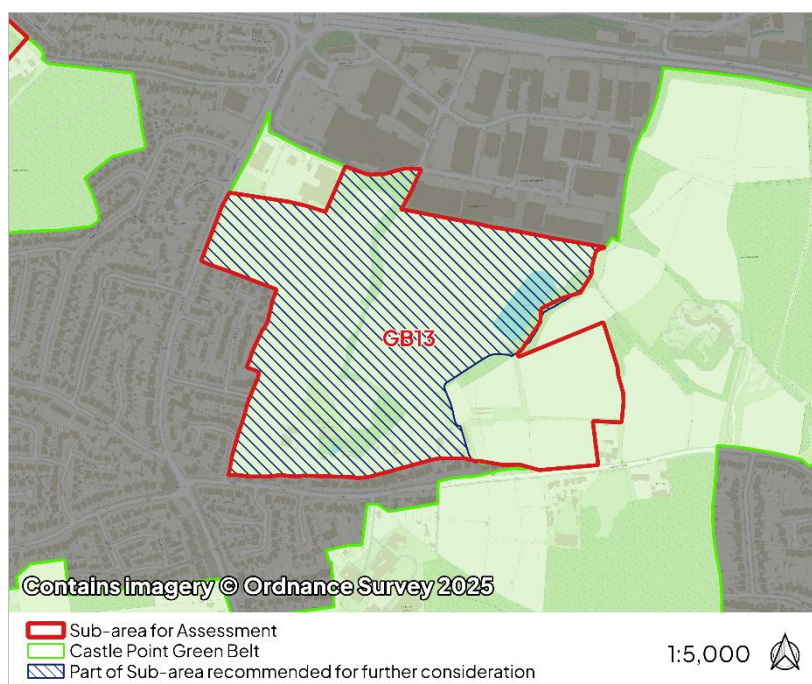 GB13
Contains imagery © Ordnance Survey 2025
Sub-area for Assessment
Castle Point Green Belt
Part of Sub-area recommended for further consideration
1:5,000